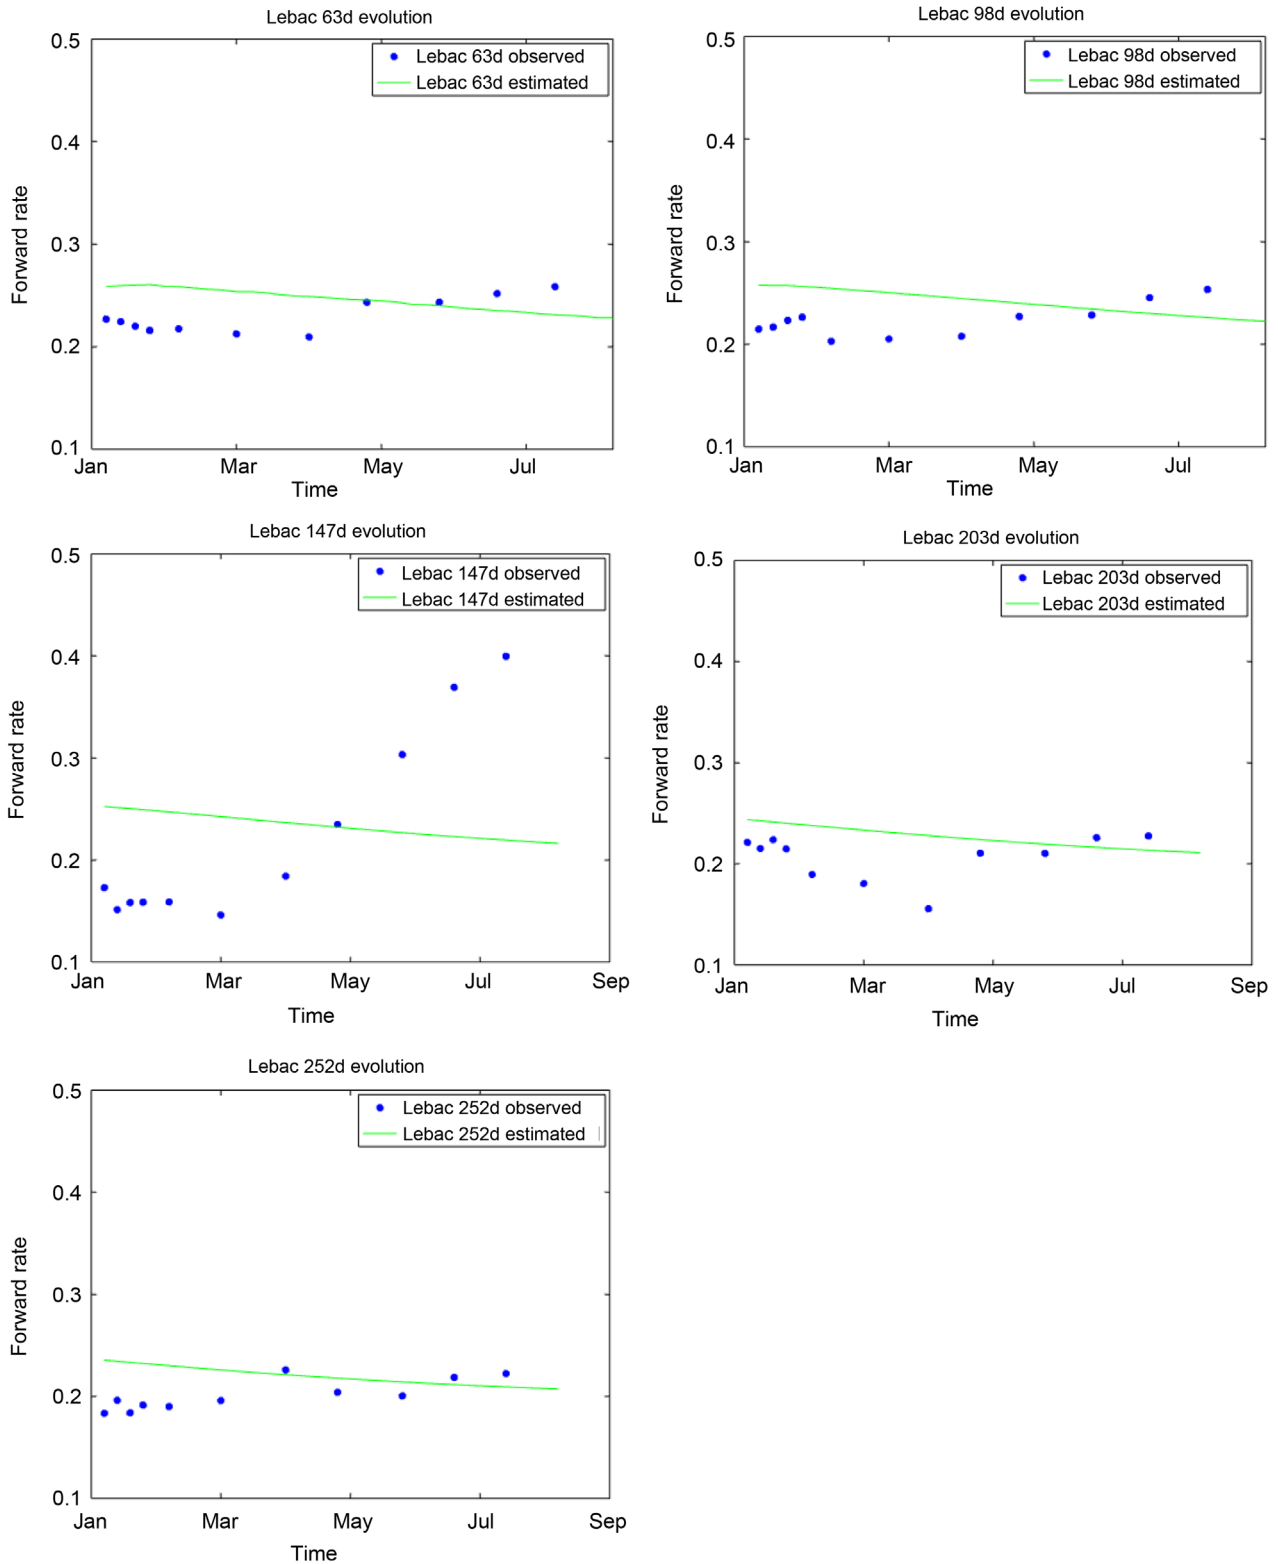 Lebac 63d evolution
0.5
Lebac 63d observed
Lebac 63d estimated
0.4
0.3
0.2
0.1
Forward rate
Jan Mar May Jul
Time
Lebac 98d evolution
0.5
Lebac 98d observed
Lebac 98d estimated
0.4
0.3
0.2
0.1
Forward rate
Jan Mar May Jul
Time
Lebac 147d evolution
0.5
Lebac 147d observed
Lebac 147d estimated
0.4
0.3
0.2
0.1
Forward rate
Jan Mar May Jul Sep
Time
Lebac 203d evolution
0.5
Lebac 203d observed
Lebac 203d estimated
0.4
0.3
0.2
0.1
Forward rate
Jan Mar May Jul Sep
Time
Lebac 252d evolution
0.5
Lebac 252d observed
Lebac 252d estimated
0.4
0.3
0.2
0.1
Forward rate
Jan Mar May Jul Sep
Time